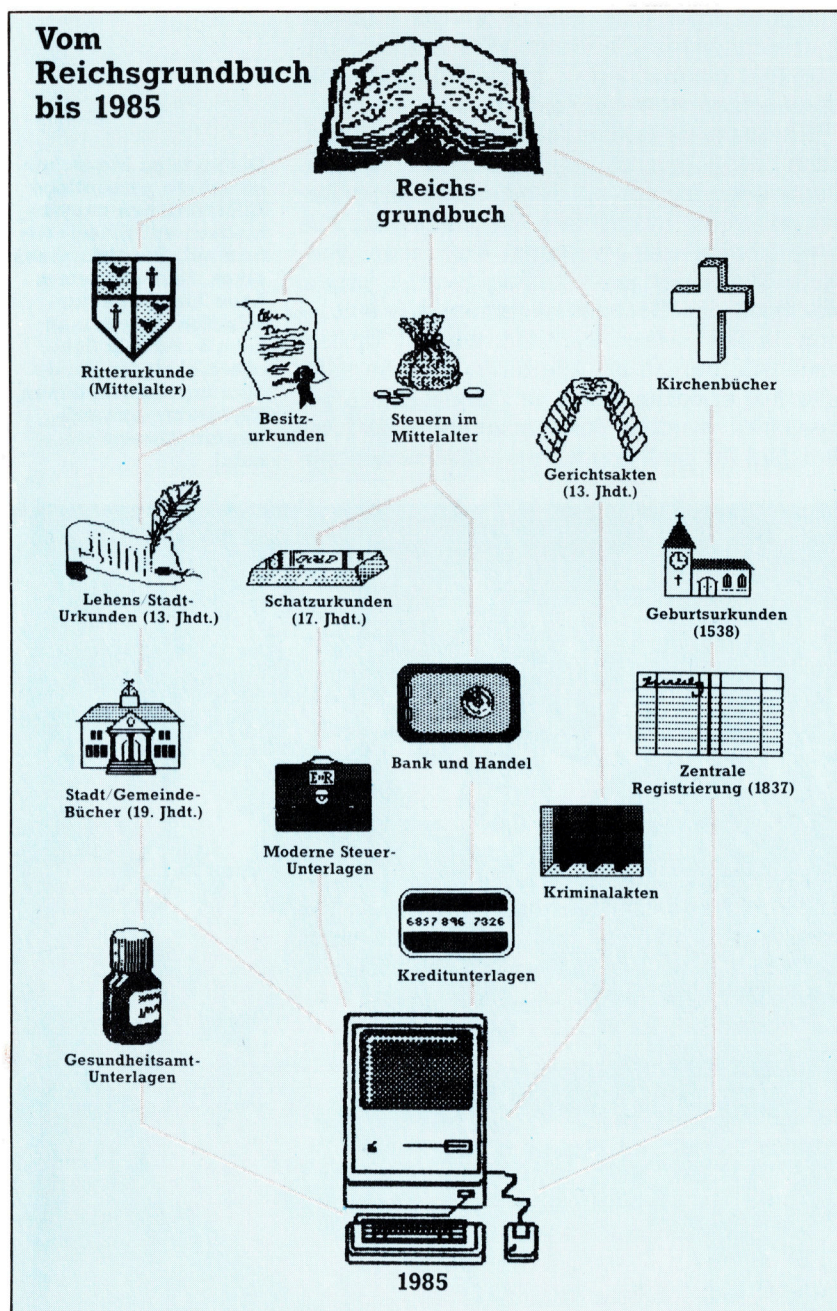 Vom
Reichsgrundbuch
bis 1985
Reichs-
grundbuch
Ritterurkunde
(Mittelalter)
Besitz-
urkunden
Steuern im
Mittelalter
Kirchenbücher
Gerichtsakten
(13. Jhdt.)
Lehens/Stadt-
Urkunden (13. Jhdt.)
GOLD
Schatzurkunden
(17. Jhdt.)
Geburtsurkunden
(1538)
Stadt/Gemeinde-
Bücher (19. Jhdt.)
E R
Moderne Steuer-
Unterlagen
Bank und Handel
Zentrale
Registrierung (1837)
Kriminalakten
6857 896 7326
Kreditunterlagen
Gesundheitsamt-
Unterlagen
1985